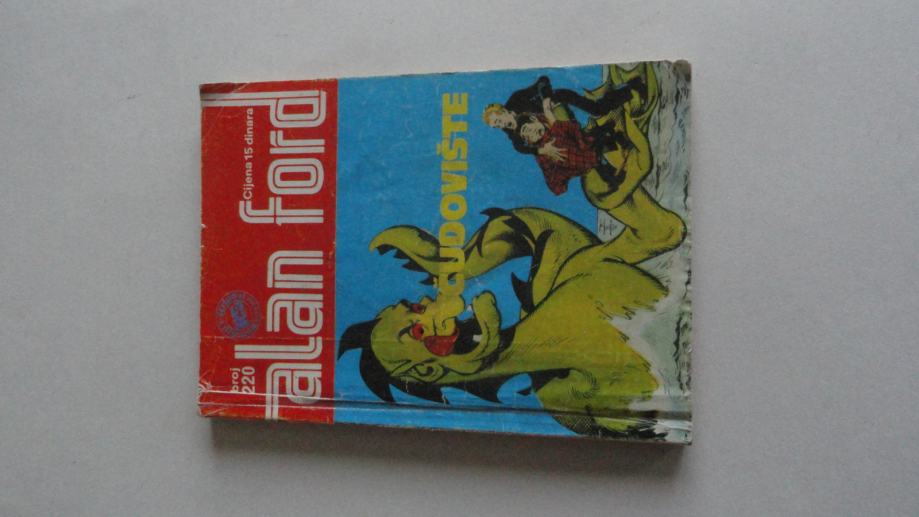 broj
220
Cijena 15 dinara
alan ford
ČUDOVIŠTE